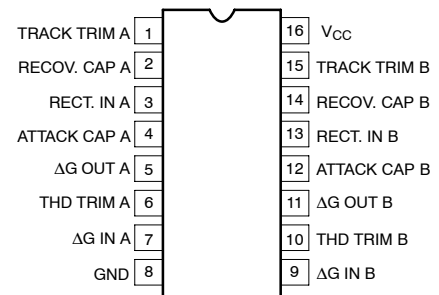 TRACK TRIM A 1 16 VCC
RECOV. CAP A 2 15 TRACK TRIM B
RECT. IN A 3 14 RECOV. CAP B
ATTACK CAP A 4 13 RECT. IN B
ΔG OUT A 5 12 ATTACK CAP B
THD TRIM A 6 11 ΔG OUT B
ΔG IN A 7 10 THD TRIM B
GND 8 9 ΔG IN B